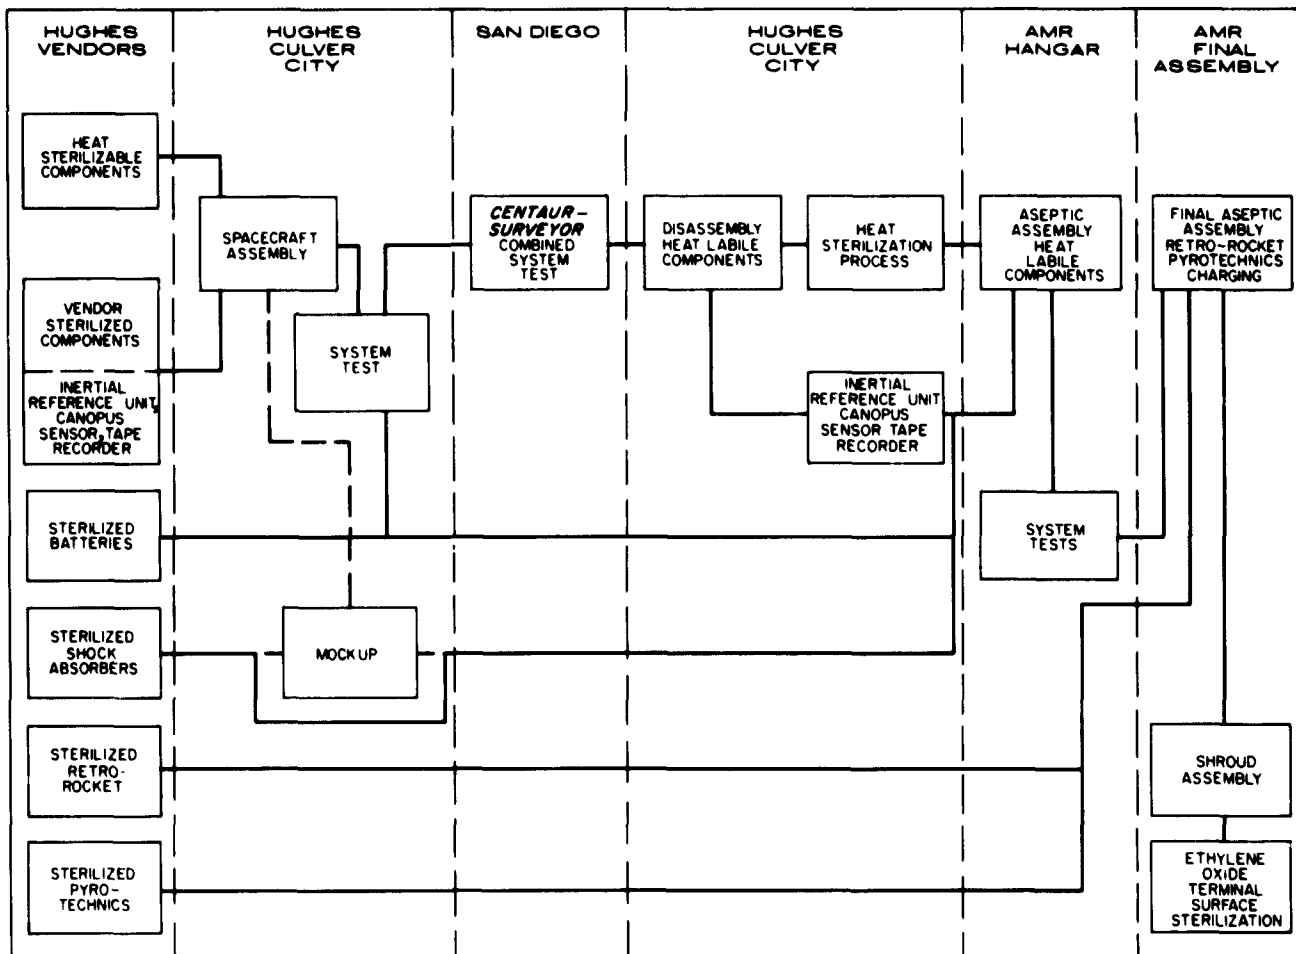 HUGHES
VENDORS
HUGHES
CULVER
CITY
SAN DIEGO
HUGHES
CULVER
CITY
AMR
HANGAR
AMR
FINAL
ASSEMBLY
HEAT
STERILIZABLE
COMPONENTS
SPACECRAFT
ASSEMBLY
CENTAUR-
SURVEYOR
COMBINED
SYSTEM
TEST
DISASSEMBLY
HEAT LABILE
COMPONENTS
HEAT
STERILIZATION
PROCESS
ASEPTIC
ASSEMBLY
HEAT
LABILE
COMPONENTS
FINAL ASEPTIC
ASSEMBLY
RETRO-ROCKET
PYROTECHNICS
CHARGING
VENDOR
STERILIZED
COMPONENTS
INERTIAL
REFERENCE UNIT,
CANOPUS
SENSOR, TAPE
RECORDER
SYSTEM
TEST
INERTIAL
REFERENCE UNIT
CANOPUS
SENSOR TAPE
RECORDER
STERILIZED
BATTERIES
SYSTEM
TESTS
STERILIZED
SHOCK
ABSORBERS
MOCKUP
STERILIZED
RETRO-
ROCKET
SHROUD
ASSEMBLY
STERILIZED
PYRO-
TECHNICS
ETHYLENE
OXIDE
TERMINAL
SURFACE
STERILIZATION